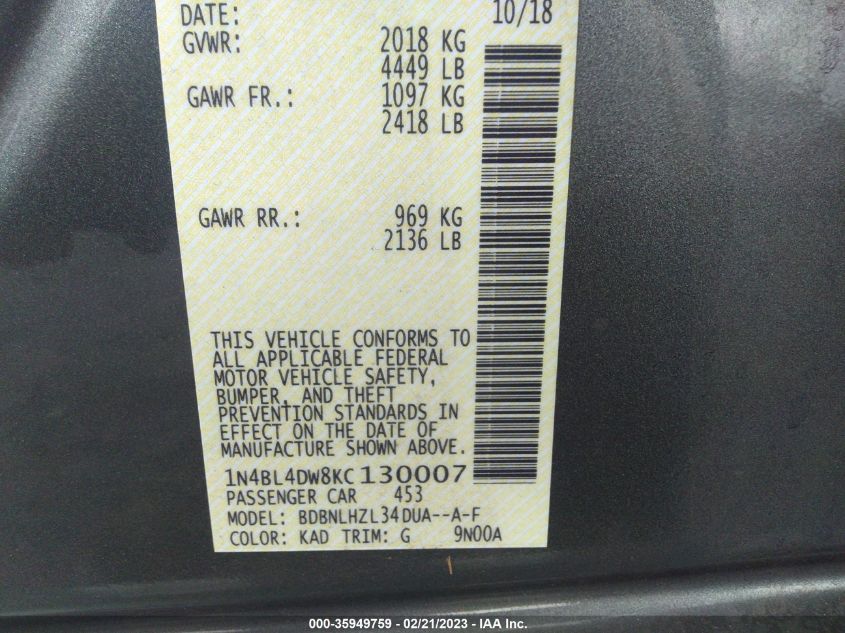 DATE: 10/18
GVWR: 2018 KG
4449 LB
GAWR FR.: 1097 KG
2418 LB
GAWR RR.: 969 KG
2136 LB
THIS VEHICLE CONFORMS TO
ALL APPLICABLE FEDERAL
MOTOR VEHICLE SAFETY,
BUMPER, AND THEFT
PREVENTION STANDARDS IN
EFFECT ON THE DATE OF
MANUFACTURE SHOWN ABOVE.
1N4BL4DW8KC130007
PASSENGER CAR 453
MODEL: BDBNLHZL34DUA--A-F
COLOR: KAD TRIM: G 9N00A
000-35949759 - 02/21/2023 - IAA Inc.